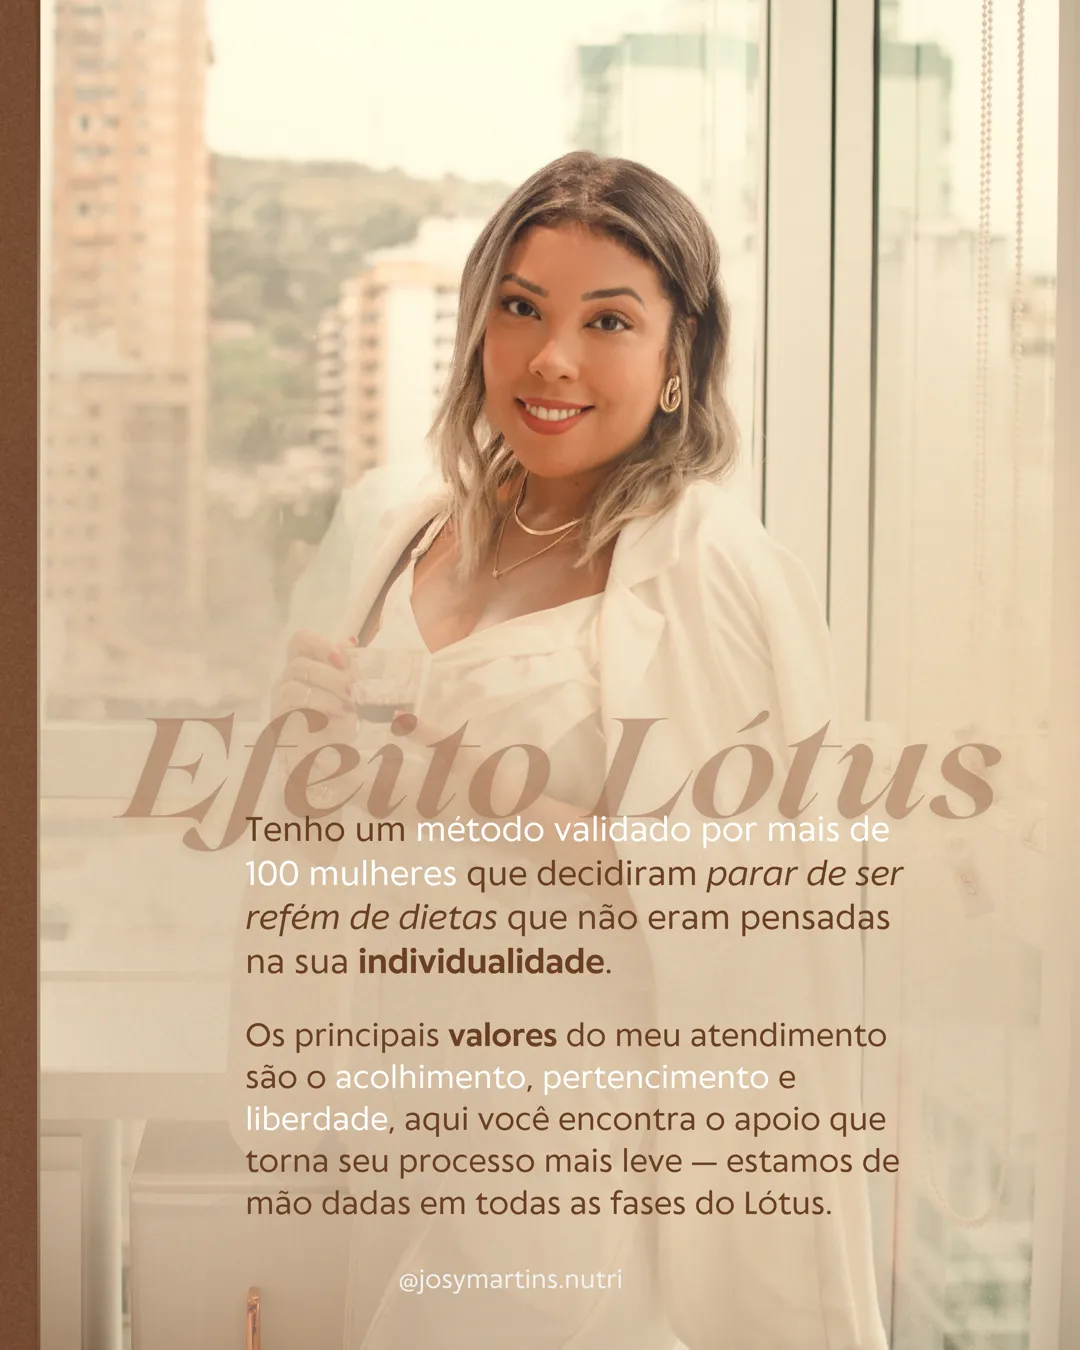 Efeito Lótus
Tenho um método validado por mais de
100 mulheres que decidiram parar de ser
refém de dietas que não eram pensadas
na sua individualidade.
Os principais valores do meu atendimento
são o acolhimento, pertencimento e
liberdade, aqui você encontra o apoio que
torna seu processo mais leve — estamos de
mão dadas em todas as fases do Lótus.
@josymartins.nutri